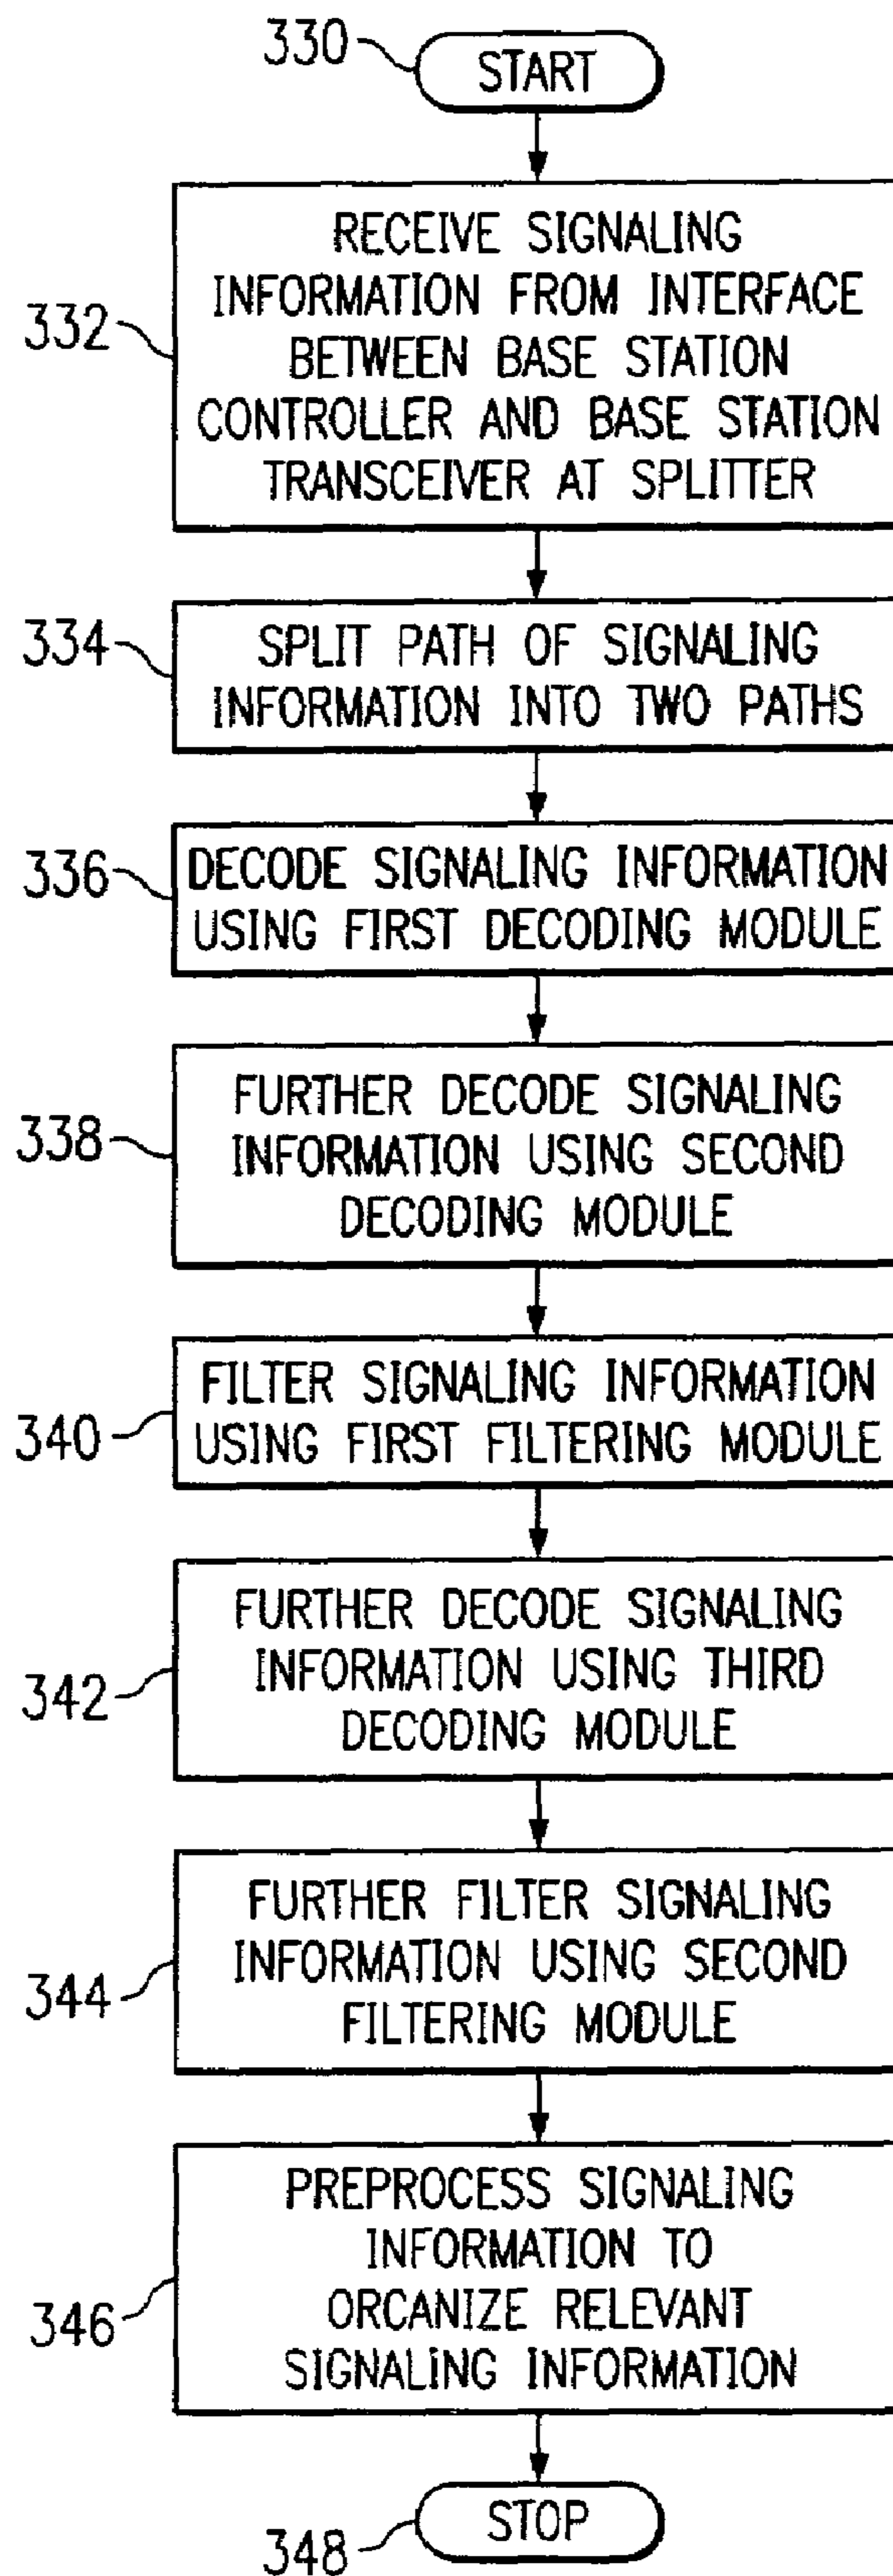 330
START
332
RECEIVE SIGNALING
INFORMATION FROM INTERFACE
BETWEEN BASE STATION
CONTROLLER AND BASE STATION
TRANSCEIVER AT SPLITTER
334
SPLIT PATH OF SIGNALING
INFORMATION INTO TWO PATHS
336
DECODE SIGNALING INFORMATION
USING FIRST DECODING MODULE
338
FURTHER DECODE SIGNALING
INFORMATION USING SECOND
DECODING MODULE
340
FILTER SIGNALING INFORMATION
USING FIRST FILTERING MODULE
342
FURTHER DECODE SIGNALING
INFORMATION USING THIRD
DECODING MODULE
344
FURTHER FILTER SIGNALING
INFORMATION USING SECOND
FILTERING MODULE
346
PREPROCESS SIGNALING
INFORMATION TO
ORCANIZE RELEVANT
SIGNALING INFORMATION
348
STOP